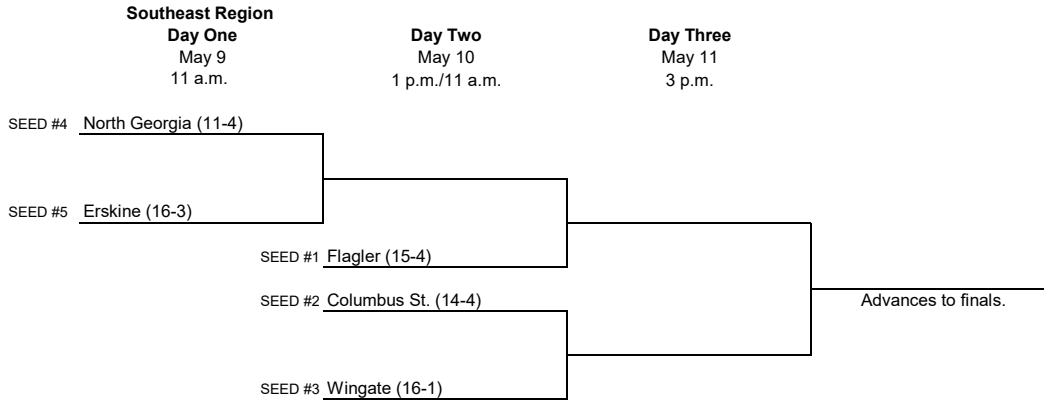 Southeast Region
Day One Day Two Day Three
May 9 May 10 May 11
11 a.m. 1 p.m./11 a.m. 3 p.m.
SEED #4 North Georgia (11-4)
SEED #5 Erskine (16-3)
SEED #1 Flagler (15-4)
SEED #2 Columbus St. (14-4)
Advances to finals.
SEED #3 Wingate (16-1)